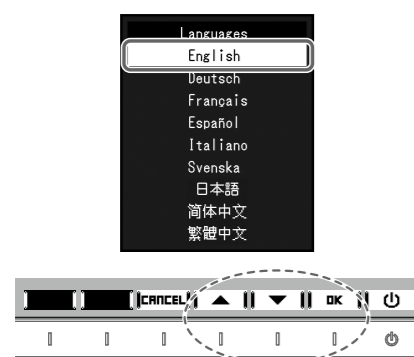 Languages
English
Deutsch
Français
Español
Italiano
Svenska
日本語
简体中文
繁體中文
CANCEL ▲ ▼ OK